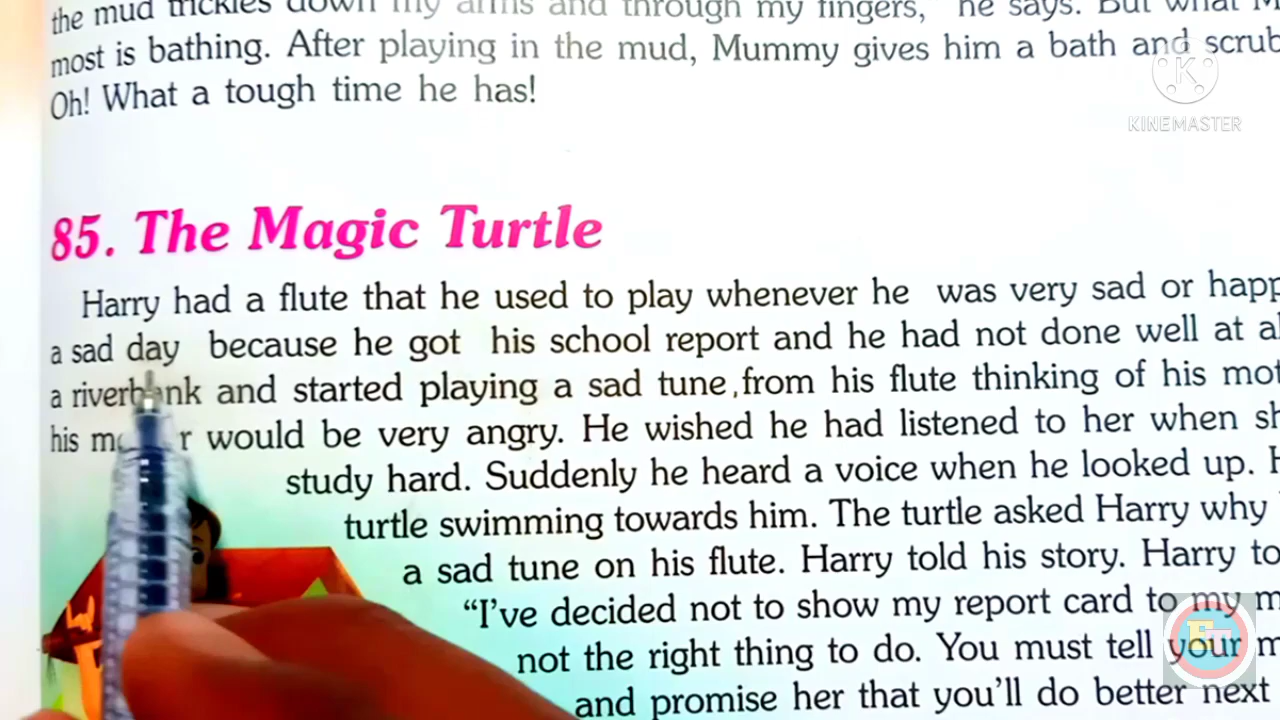 the mud trickles down my arms and through my fingers," he says. But what
most is bathing. After playing in the mud, Mummy gives him a bath and scrub
Oh! What a tough time he has!
KINEMASTER
85. The Magic Turtle
Harry had a flute that he used to play whenever he was very sad or happ
a sad day because he got his school report and he had not done well at al
a riverbank and started playing a sad tune, from his flute thinking of his mot
his would be very angry. He wished he had listened to her when sh
study hard. Suddenly he heard a voice when he looked up. H
turtle swimming towards him. The turtle asked Harry why
a sad tune on his flute. Harry told his story. Harry to
"I've decided not to show my report card to my m
not the right thing to do. You must tell your m
and promise her that you'll do better next